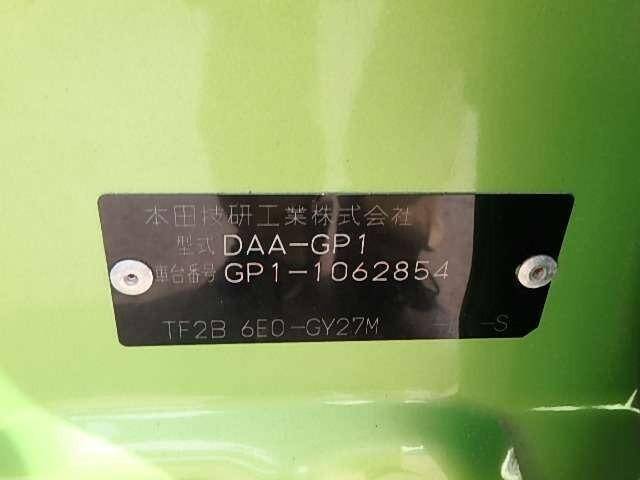 本田技研工業株式会社
型式 DAA-GP1
車台番号 GP1-1062854
TF2B 6E0-GY27M - -S